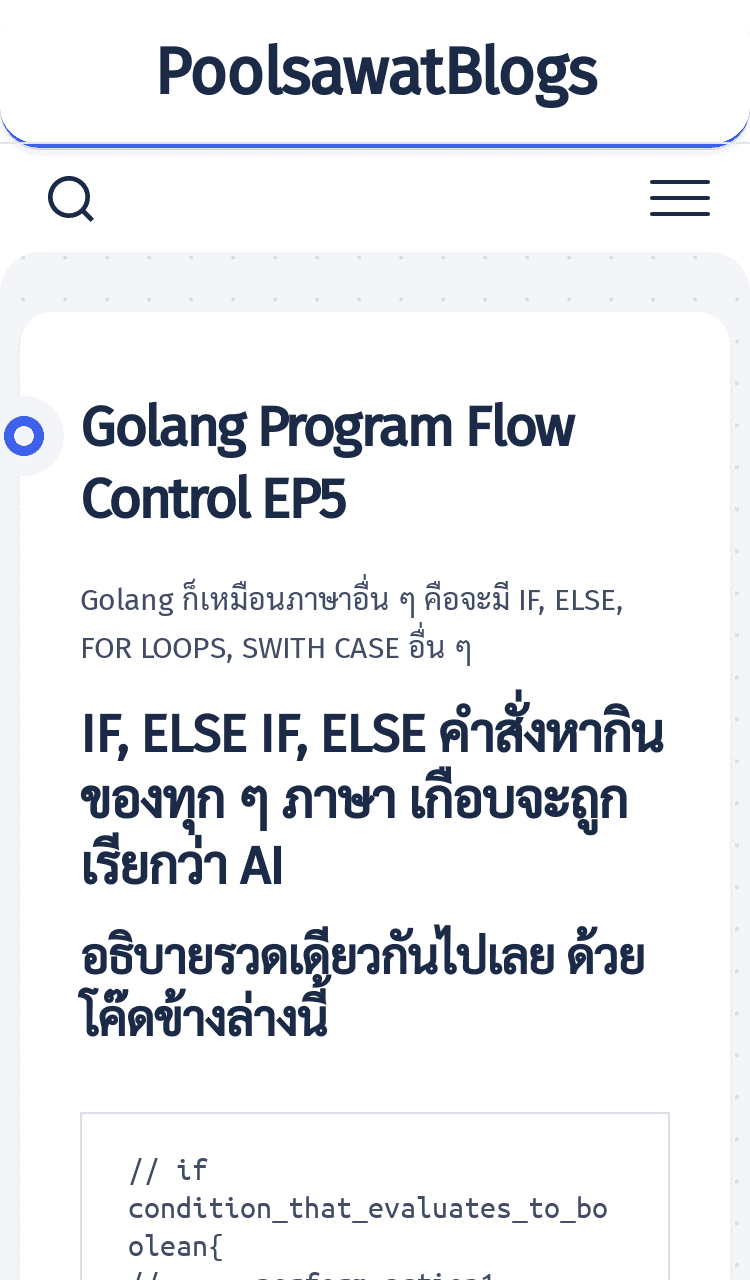 PoolsawatBlogs
Golang Program Flow
Control EP5
Golang ก็เหมือนภาษาอื่น ๆ คือจะมี IF, ELSE,
FOR LOOPS, SWITH CASE อื่น ๆ
IF, ELSE IF, ELSE คำสั่งหากิน
ของทุก ๆ ภาษา เกือบจะถูก
เรียกว่า AI
อธิบายรวดเดียวกันไปเลย ด้วย
โค๊ดข้างล่างนี้
// if
condition_that_evaluates_to_bo
olean{
// perform action1